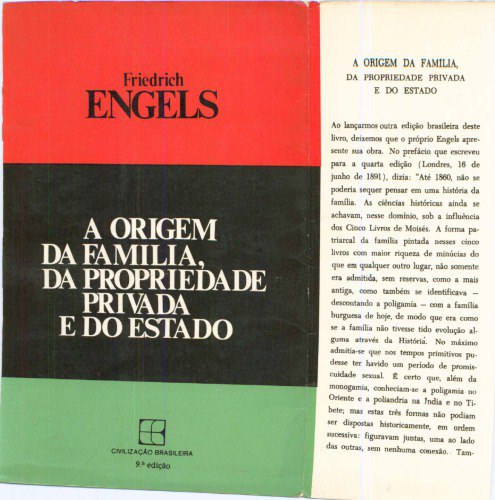 Friedrich
ENGELS
A ORIGEM
DA FAMILIA,
DA PROPRIEDADE
PRIVADA
E DO ESTADO
CIVILIZAÇÃO BRASILEIRA
9.ª edição
A ORIGEM DA FAMÍLIA,
DA PROPRIEDADE PRIVADA
E DO ESTADO
Ao lançarmos outra edição brasileira deste
livro, deixemos que o próprio Engels apre-
sente sua obra. No prefácio que escreveu
para a quarta edição (Londres, 16 de
junho de 1891), dizia: "Até 1860, não se
poderia sequer pensar em uma história da
família. As ciências históricas ainda se
achavam, nesse domínio, sob a influência
dos Cinco Livros de Moisés. A forma pa-
triarcal da família pintada nesses cinco
livros com maior riqueza de minúcias do
que em qualquer outro lugar, não somente
era admitida, sem reservas, como a mais
antiga, como também se identificava —
descontando a poligamia — com a família
burguesa de hoje, de modo que era como
se a família não tivesse tido evolução al-
guma através da História. No máximo
admitia-se que nos tempos primitivos pu-
desse ter havido um período de promis-
cuidade sexual. É certo que, além da
monogamia, conheciam-se a poligamia no
Oriente e a poliandria na Índia e no Ti-
bete; mas estas três formas não podiam
ser dispostas historicamente, em ordem
sucessiva: figuravam juntas, uma ao lado
das outras, sem nenhuma conexão. Tam-